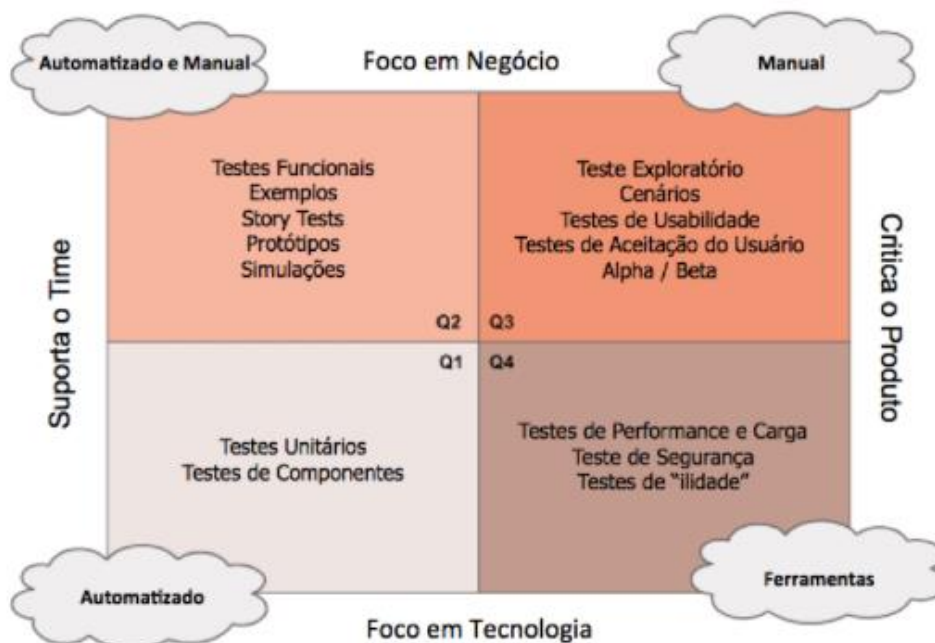 Automatizado e Manual
Foco em Negócio
Manual
Suporta o Time
Testes Funcionais
Exemplos
Story Tests
Protótipos
Simulações
Q2
Teste Exploratório
Cenários
Testes de Usabilidade
Testes de Aceitação do Usuário
Alpha / Beta
Q3
Critica o Produto
Q1
Testes Unitários
Testes de Componentes
Q4
Testes de Performance e Carga
Teste de Segurança
Testes de “ilidade”
Automatizado
Foco em Tecnologia
Ferramentas